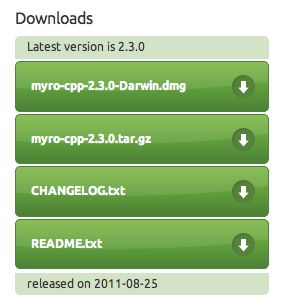 Downloads
Latest version is 2.3.0
myro-cpp-2.3.0-Darwin.dmg
myro-cpp-2.3.0.tar.gz
CHANGELOG.txt
README.txt
released on 2011-08-25